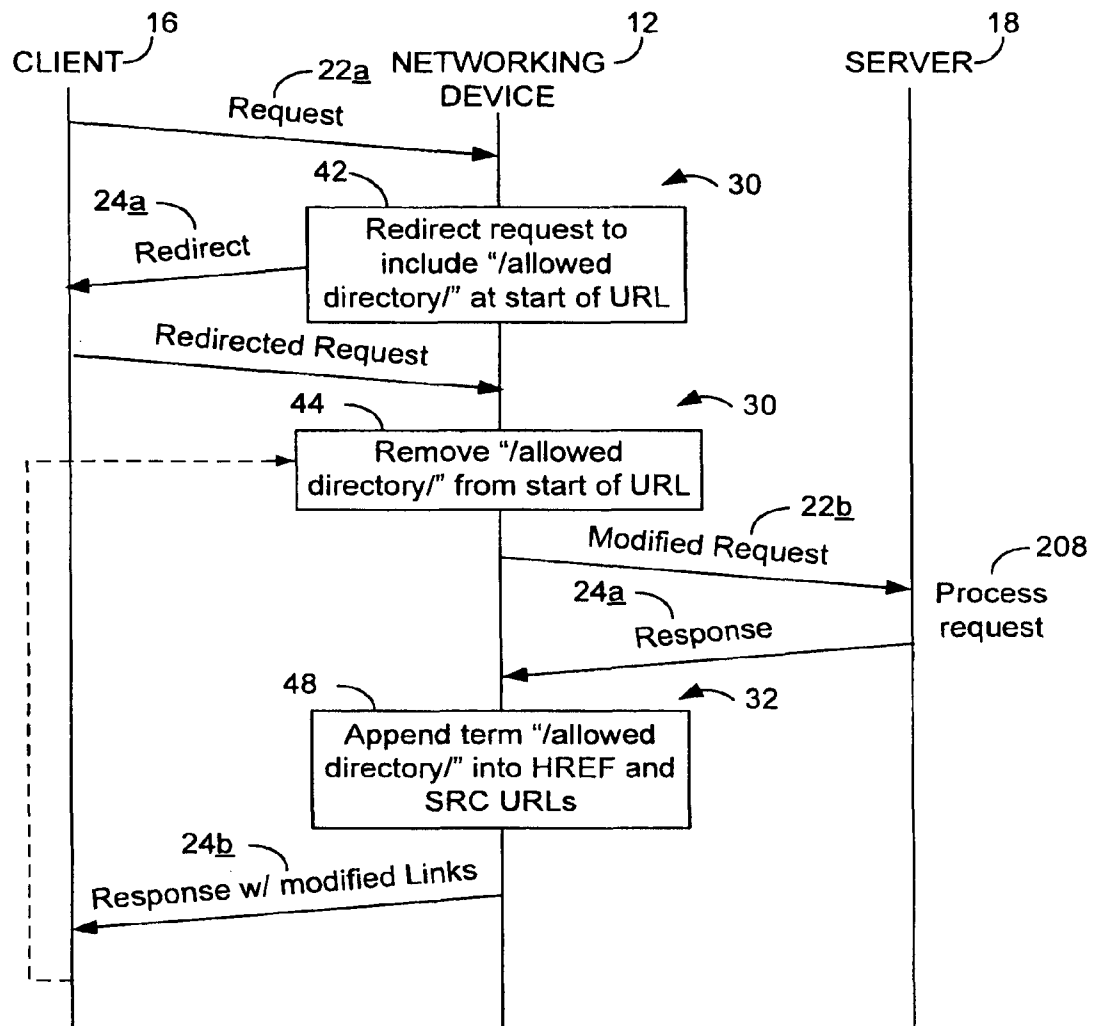 16
12
18
CLIENT
NETWORKING
DEVICE
SERVER
22a
Request
42
30
24a
Redirect
Redirect request to
include “/allowed
directory/” at start of URL
Redirected Request
44
30
Remove “/allowed
directory/” from start of URL
22b
Modified Request
208
24a
Process
request
Response
48
32
Append term “/allowed
directory/” into HREF and
SRC URLs
24b
Response w/ modified Links